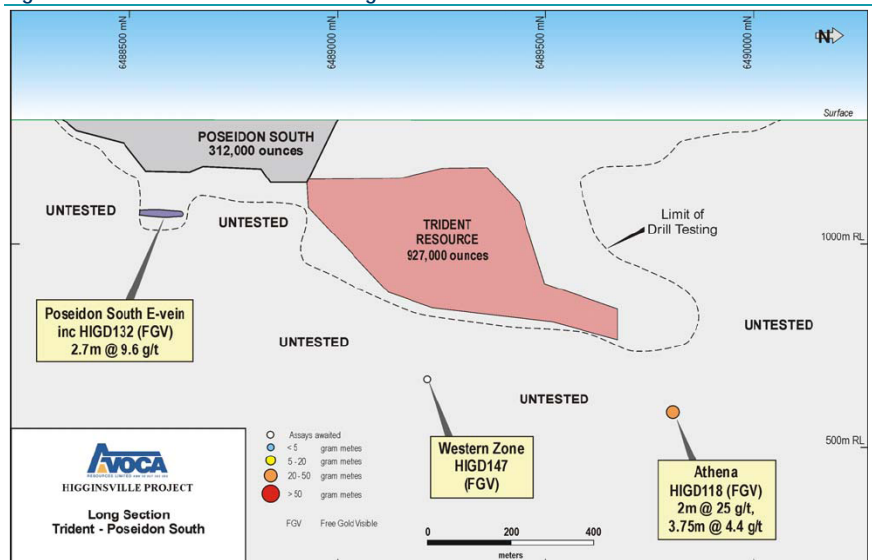 6488500 mN
6489000 mN
6489500 mN
6490000 mN
N
Surface
POSEIDON SOUTH
312,000 ounces
UNTESTED
UNTESTED
TRIDENT
RESOURCE
927,000 ounces
Limit of
Drill Testing
1000m RL
Poseidon South E-vein
inc HIGD132 (FGV)
2.7m @ 9.6 g/t
UNTESTED
UNTESTED
UNTESTED
500m RL
AVOCA
HIGGINSVILLE PROJECT
Long Section
Trident - Poseidon South
Assays awaited
< 5 gram metres
5 - 20 gram metres
20 - 50 gram metres
> 50 gram metres
FGV Free Gold Visible
Western Zone
HIGD147
(FGV)
Athena
HIGD118 (FGV)
2m @ 25 g/t,
3.75m @ 4.4 g/t
0 200 400
meters